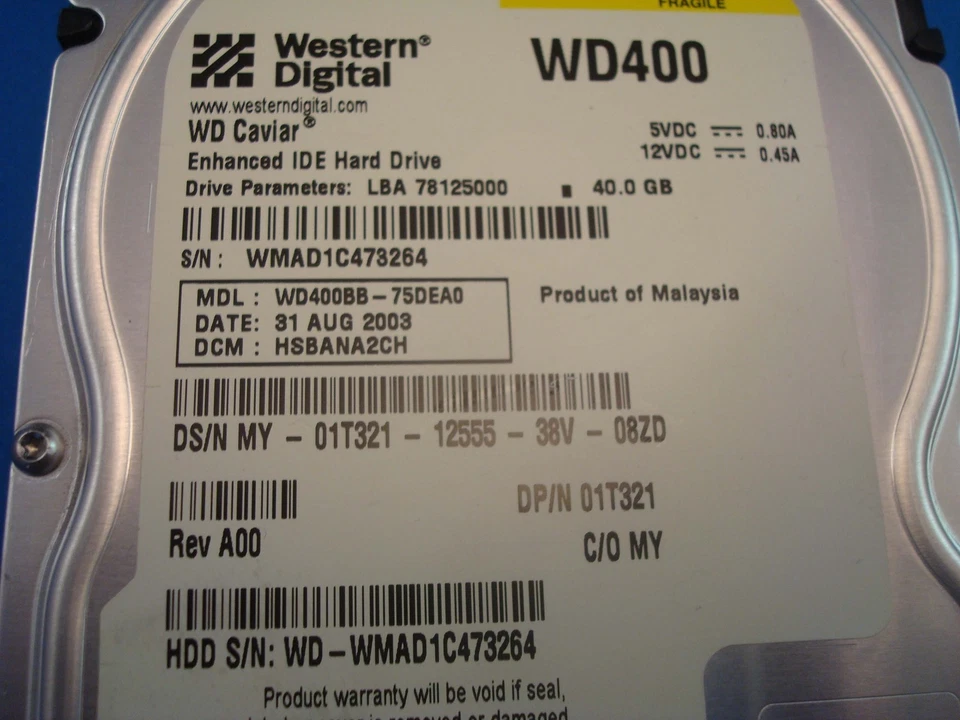 FRAGILE
Western®
Digital
WD400
www.westerndigital.com
WD Caviar®
5VDC 0.80A
Enhanced IDE Hard Drive
12VDC 0.45A
Drive Parameters: LBA 78125000 ■ 40.0 GB
S/N: WMAD1C473264
MDL: WD400BB-75DEA0
Product of Malaysia
DATE: 31 AUG 2003
DCM: HSBANA2CH
DS/N MY - 01T321 - 12555 - 38V - 08ZD
DP/N 01T321
Rev A00
C/O MY
HDD S/N: WD-WMAD1C473264
Product warranty will be void if seal,
removed or damaged